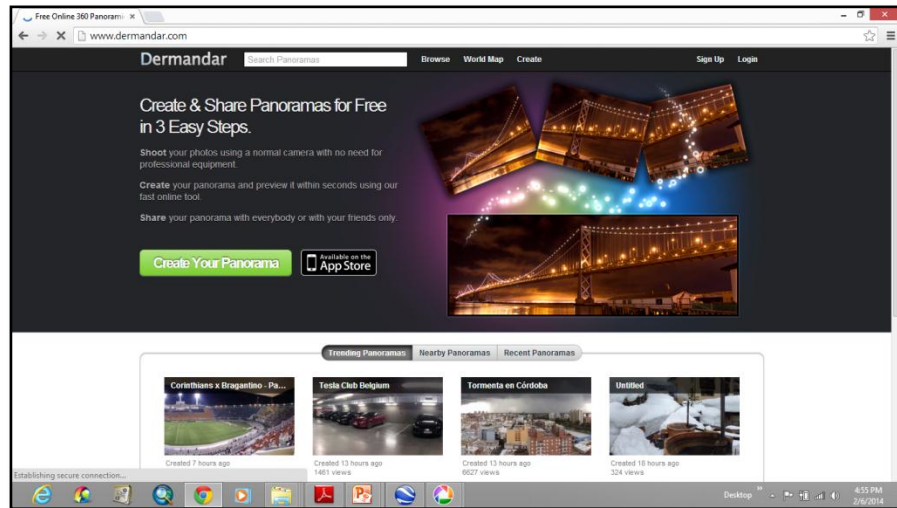 Free Online 360 Panoram
www.dermandar.com
Dermandar
Search Panoramas
Browse World Map Create
Sign Up Login
Create & Share Panoramas for Free
in 3 Easy Steps.
Shoot your photos using a normal camera with no need for
professional equipment.
Create your panorama and preview it within seconds using our
fast online tool.
Share your panorama with everybody or with your friends only.
Create Your Panorama
Available on the
App Store
Trending Panoramas Nearby Panoramas Recent Panoramas
Corinthians x Bragantino - Pa...
Tesla Club Belgium
Tormenta en Córdoba
Untitled
Created 7 hours ago
Created 13 hours ago
1461 views
Created 13 hours ago
6627 views
Created 18 hours ago
324 views
Establishing secure connection...
Desktop
4:55 PM
2/6/2014